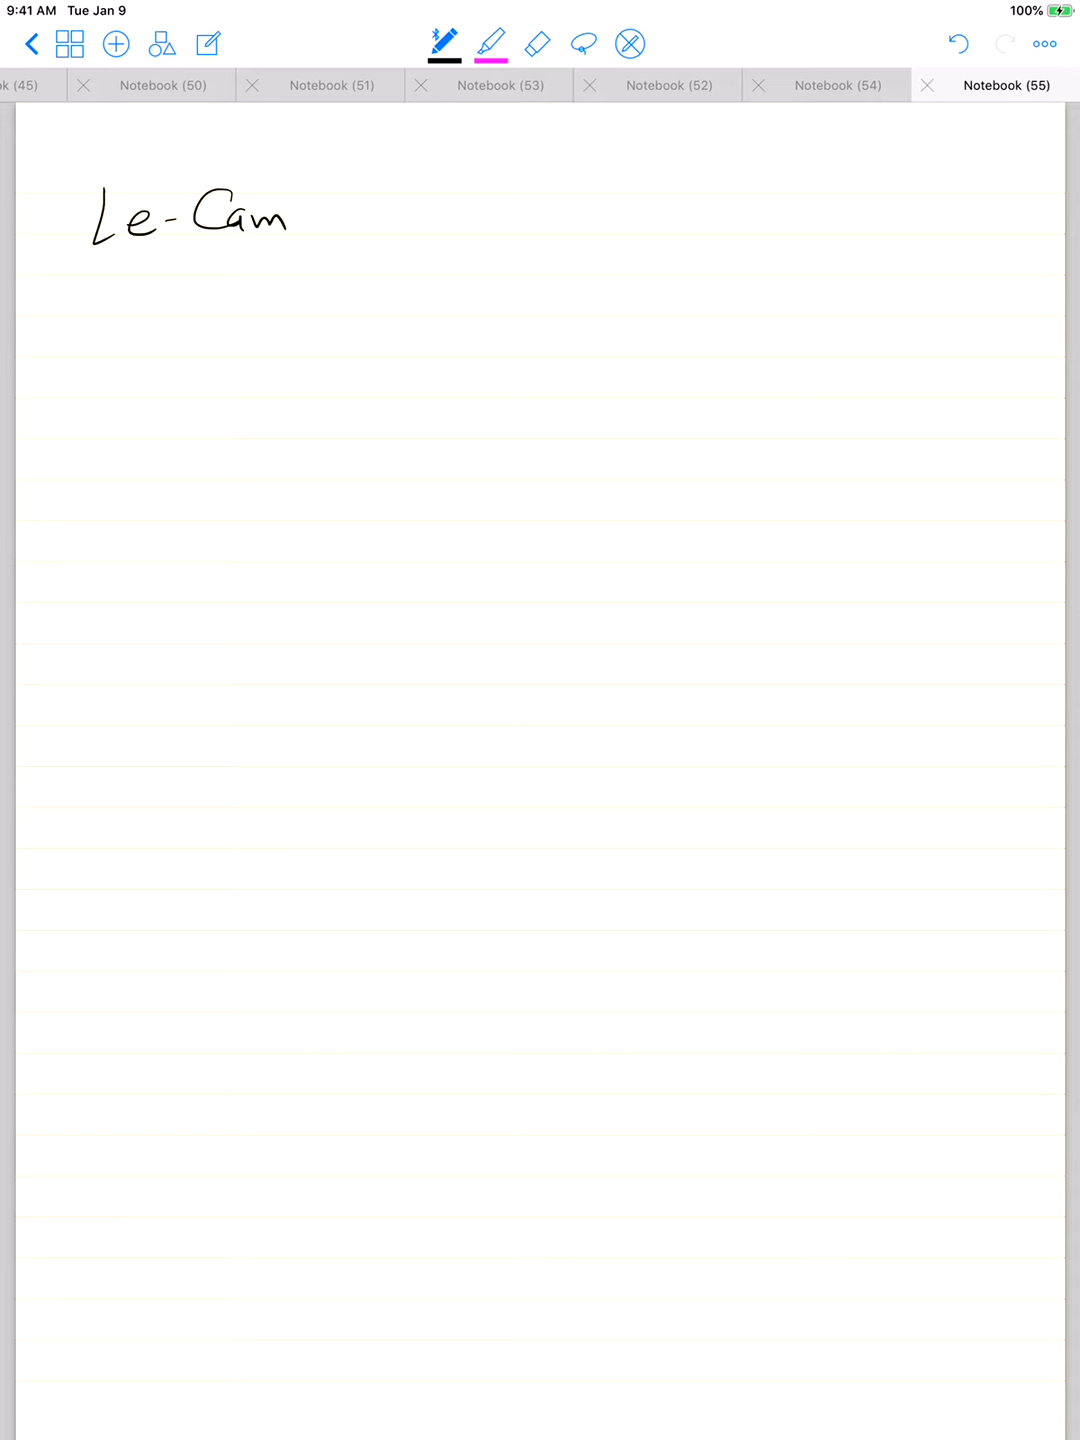 9:41 AM Tue Jan 9 100%
k (45) Notebook (50) Notebook (51) Notebook (53) Notebook (52) Notebook (54) Notebook (55)
Le-Cam